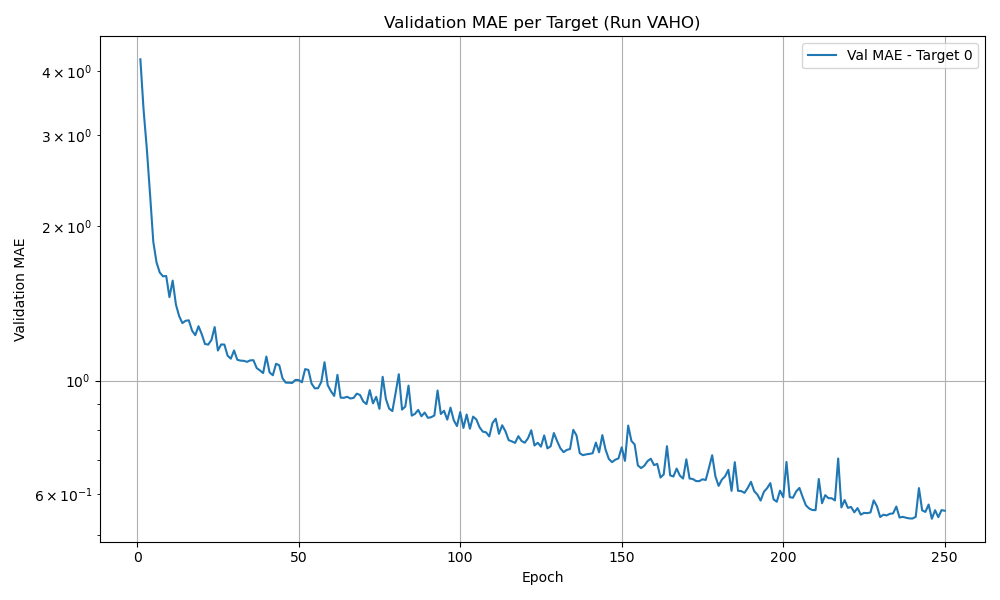 Validation MAE per Target (Run VAHO)
Val MAE - Target 0
Validation MAE
4 × 10⁰
3 × 10⁰
2 × 10⁰
10⁰
6 × 10⁻¹
0 50 100 150 200 250
Epoch